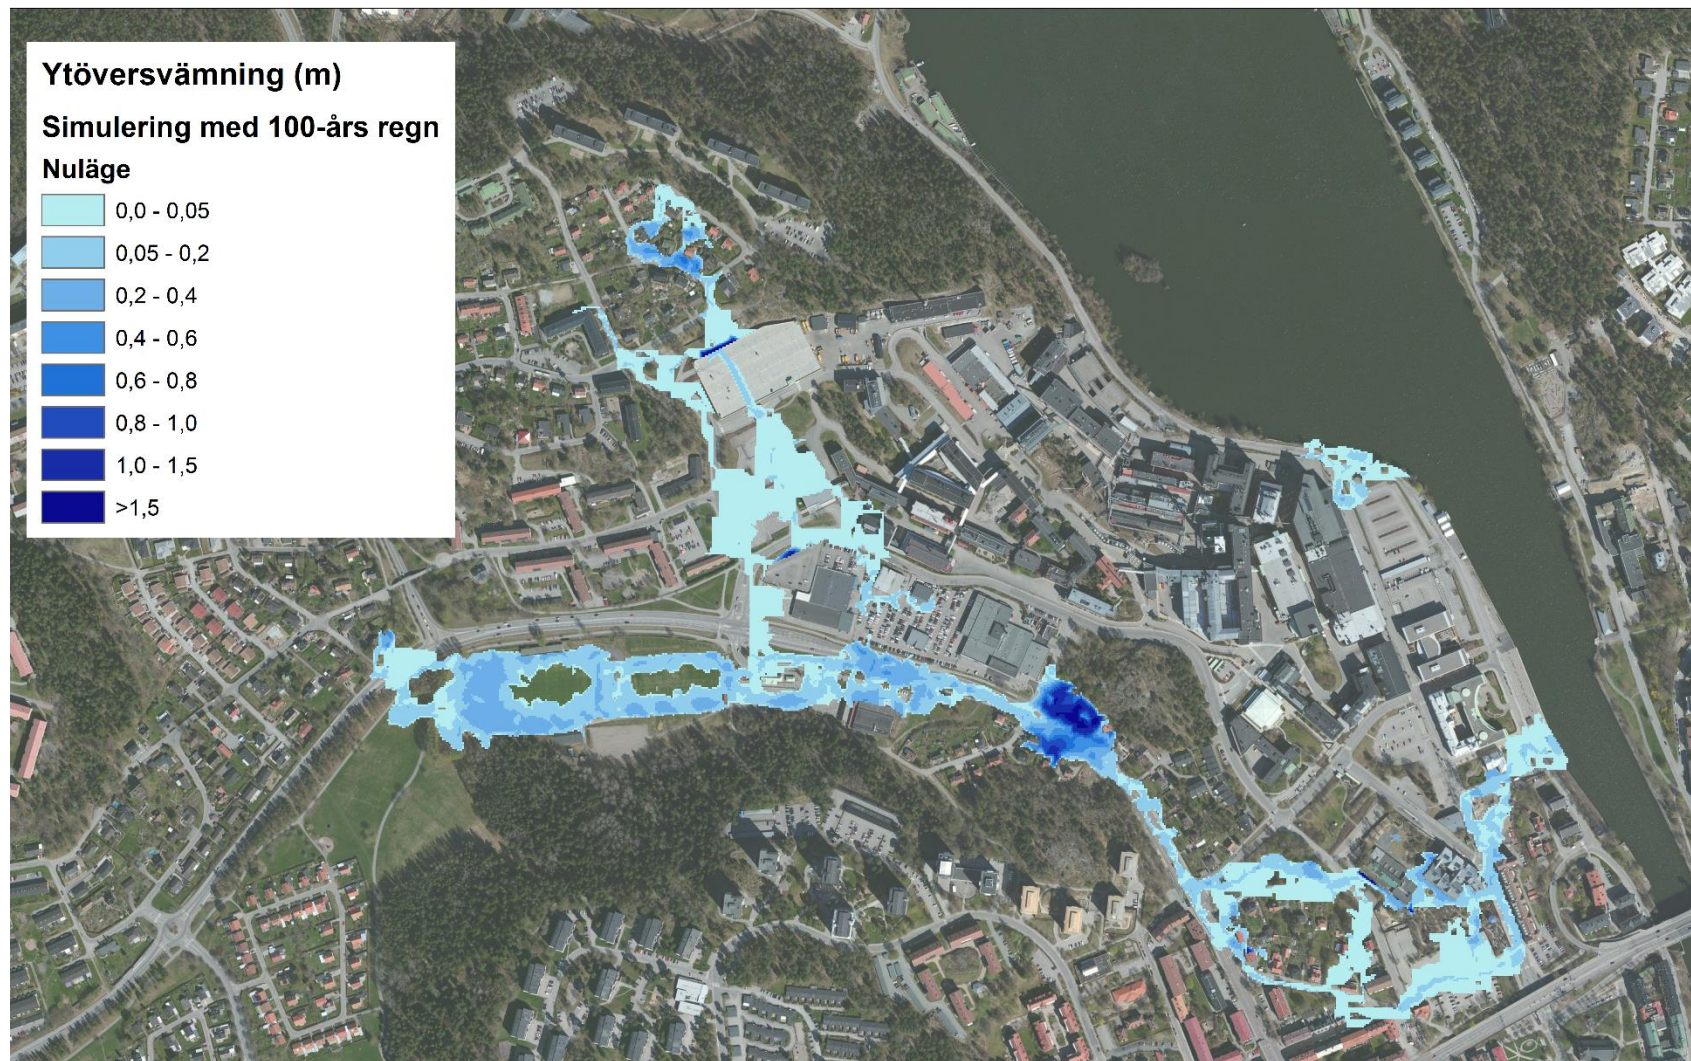 Ytöversvämning (m)
Simulering med 100-års regn
Nuläge
0,0 - 0,05
0,05 - 0,2
0,2 - 0,4
0,4 - 0,6
0,6 - 0,8
0,8 - 1,0
1,0 - 1,5
>1,5